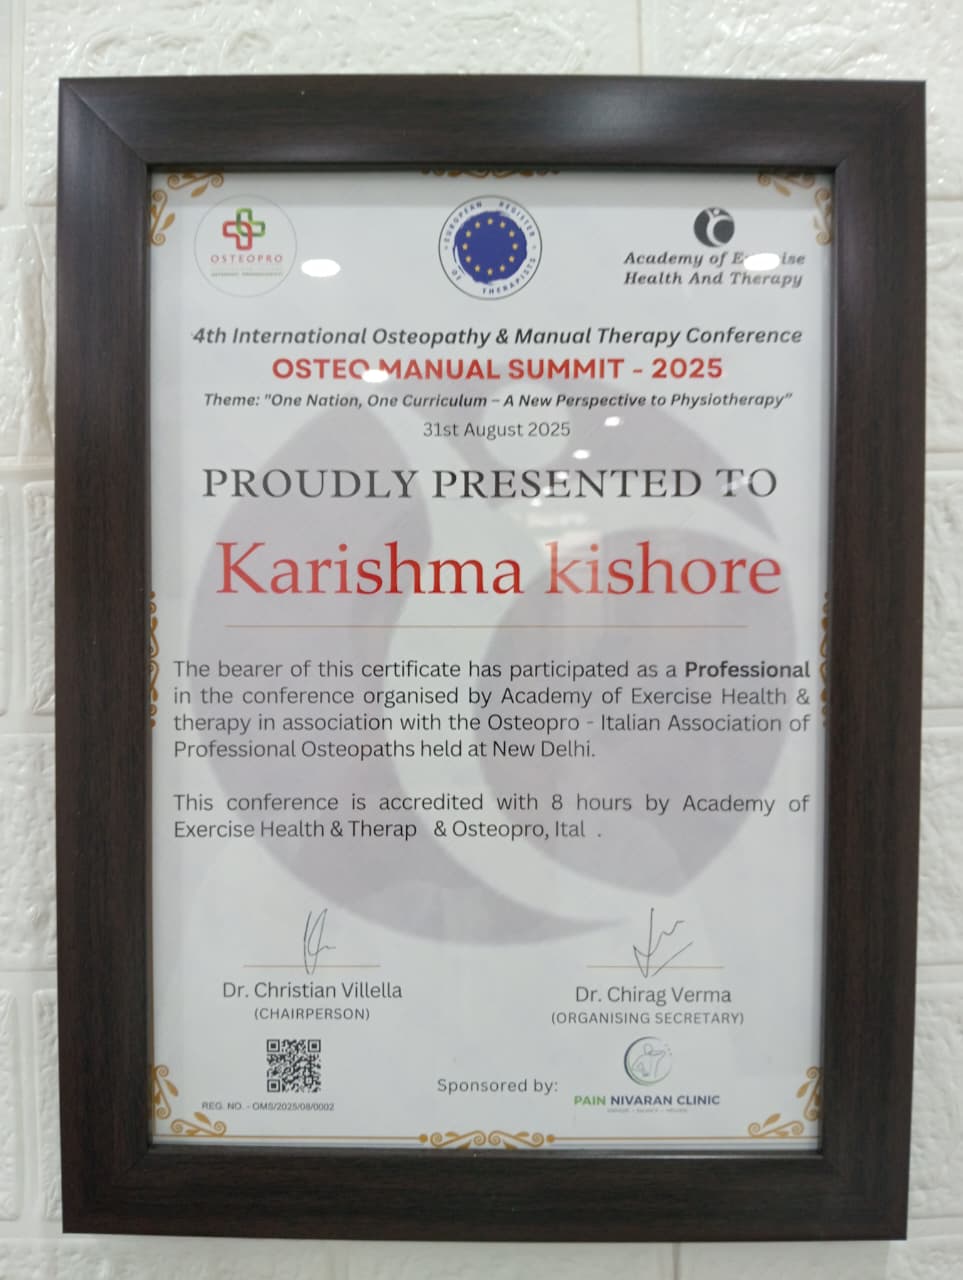 OSTEOPRO
EUROPEAN REGISTER OF THERAPISTS
Academy of E ise
Health And Therapy
4th International Osteopathy & Manual Therapy Conference
OSTEO MANUAL SUMMIT - 2025
Theme: "One Nation, One Curriculum – A New Perspective to Physiotherapy”
31st August 2025
PROUDLY PRESENTED TO
Karishma kishore
The bearer of this certificate has participated as a Professional
in the conference organised by Academy of Exercise Health &
therapy in association with the Osteopro - Italian Association of
Professional Osteopaths held at New Delhi.
This conference is accredited with 8 hours by Academy of
Exercise Health & Therap & Osteopro, Ital .
Dr. Christian Villella
(CHAIRPERSON)
Dr. Chirag Verma
(ORGANISING SECRETARY)
REG. NO. - OMS/2025/08/0002
Sponsored by:
PAIN NIVARAN CLINIC